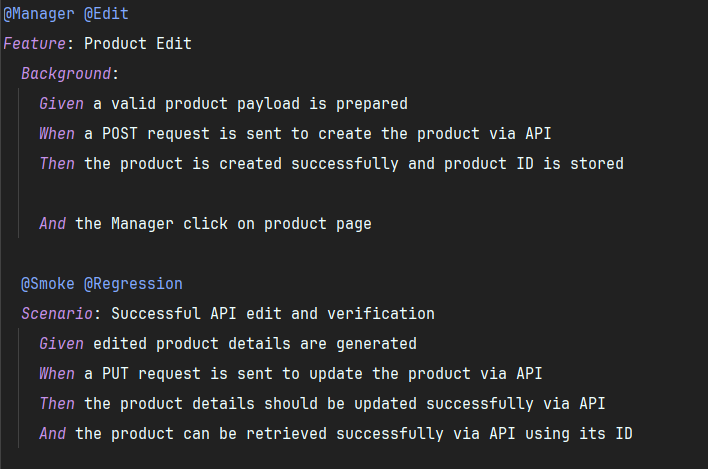 @Manager @Edit
Feature: Product Edit
Background:
Given a valid product payload is prepared
When a POST request is sent to create the product via API
Then the product is created successfully and product ID is stored
And the Manager click on product page
@Smoke @Regression
Scenario: Successful API edit and verification
Given edited product details are generated
When a PUT request is sent to update the product via API
Then the product details should be updated successfully via API
And the product can be retrieved successfully via API using its ID